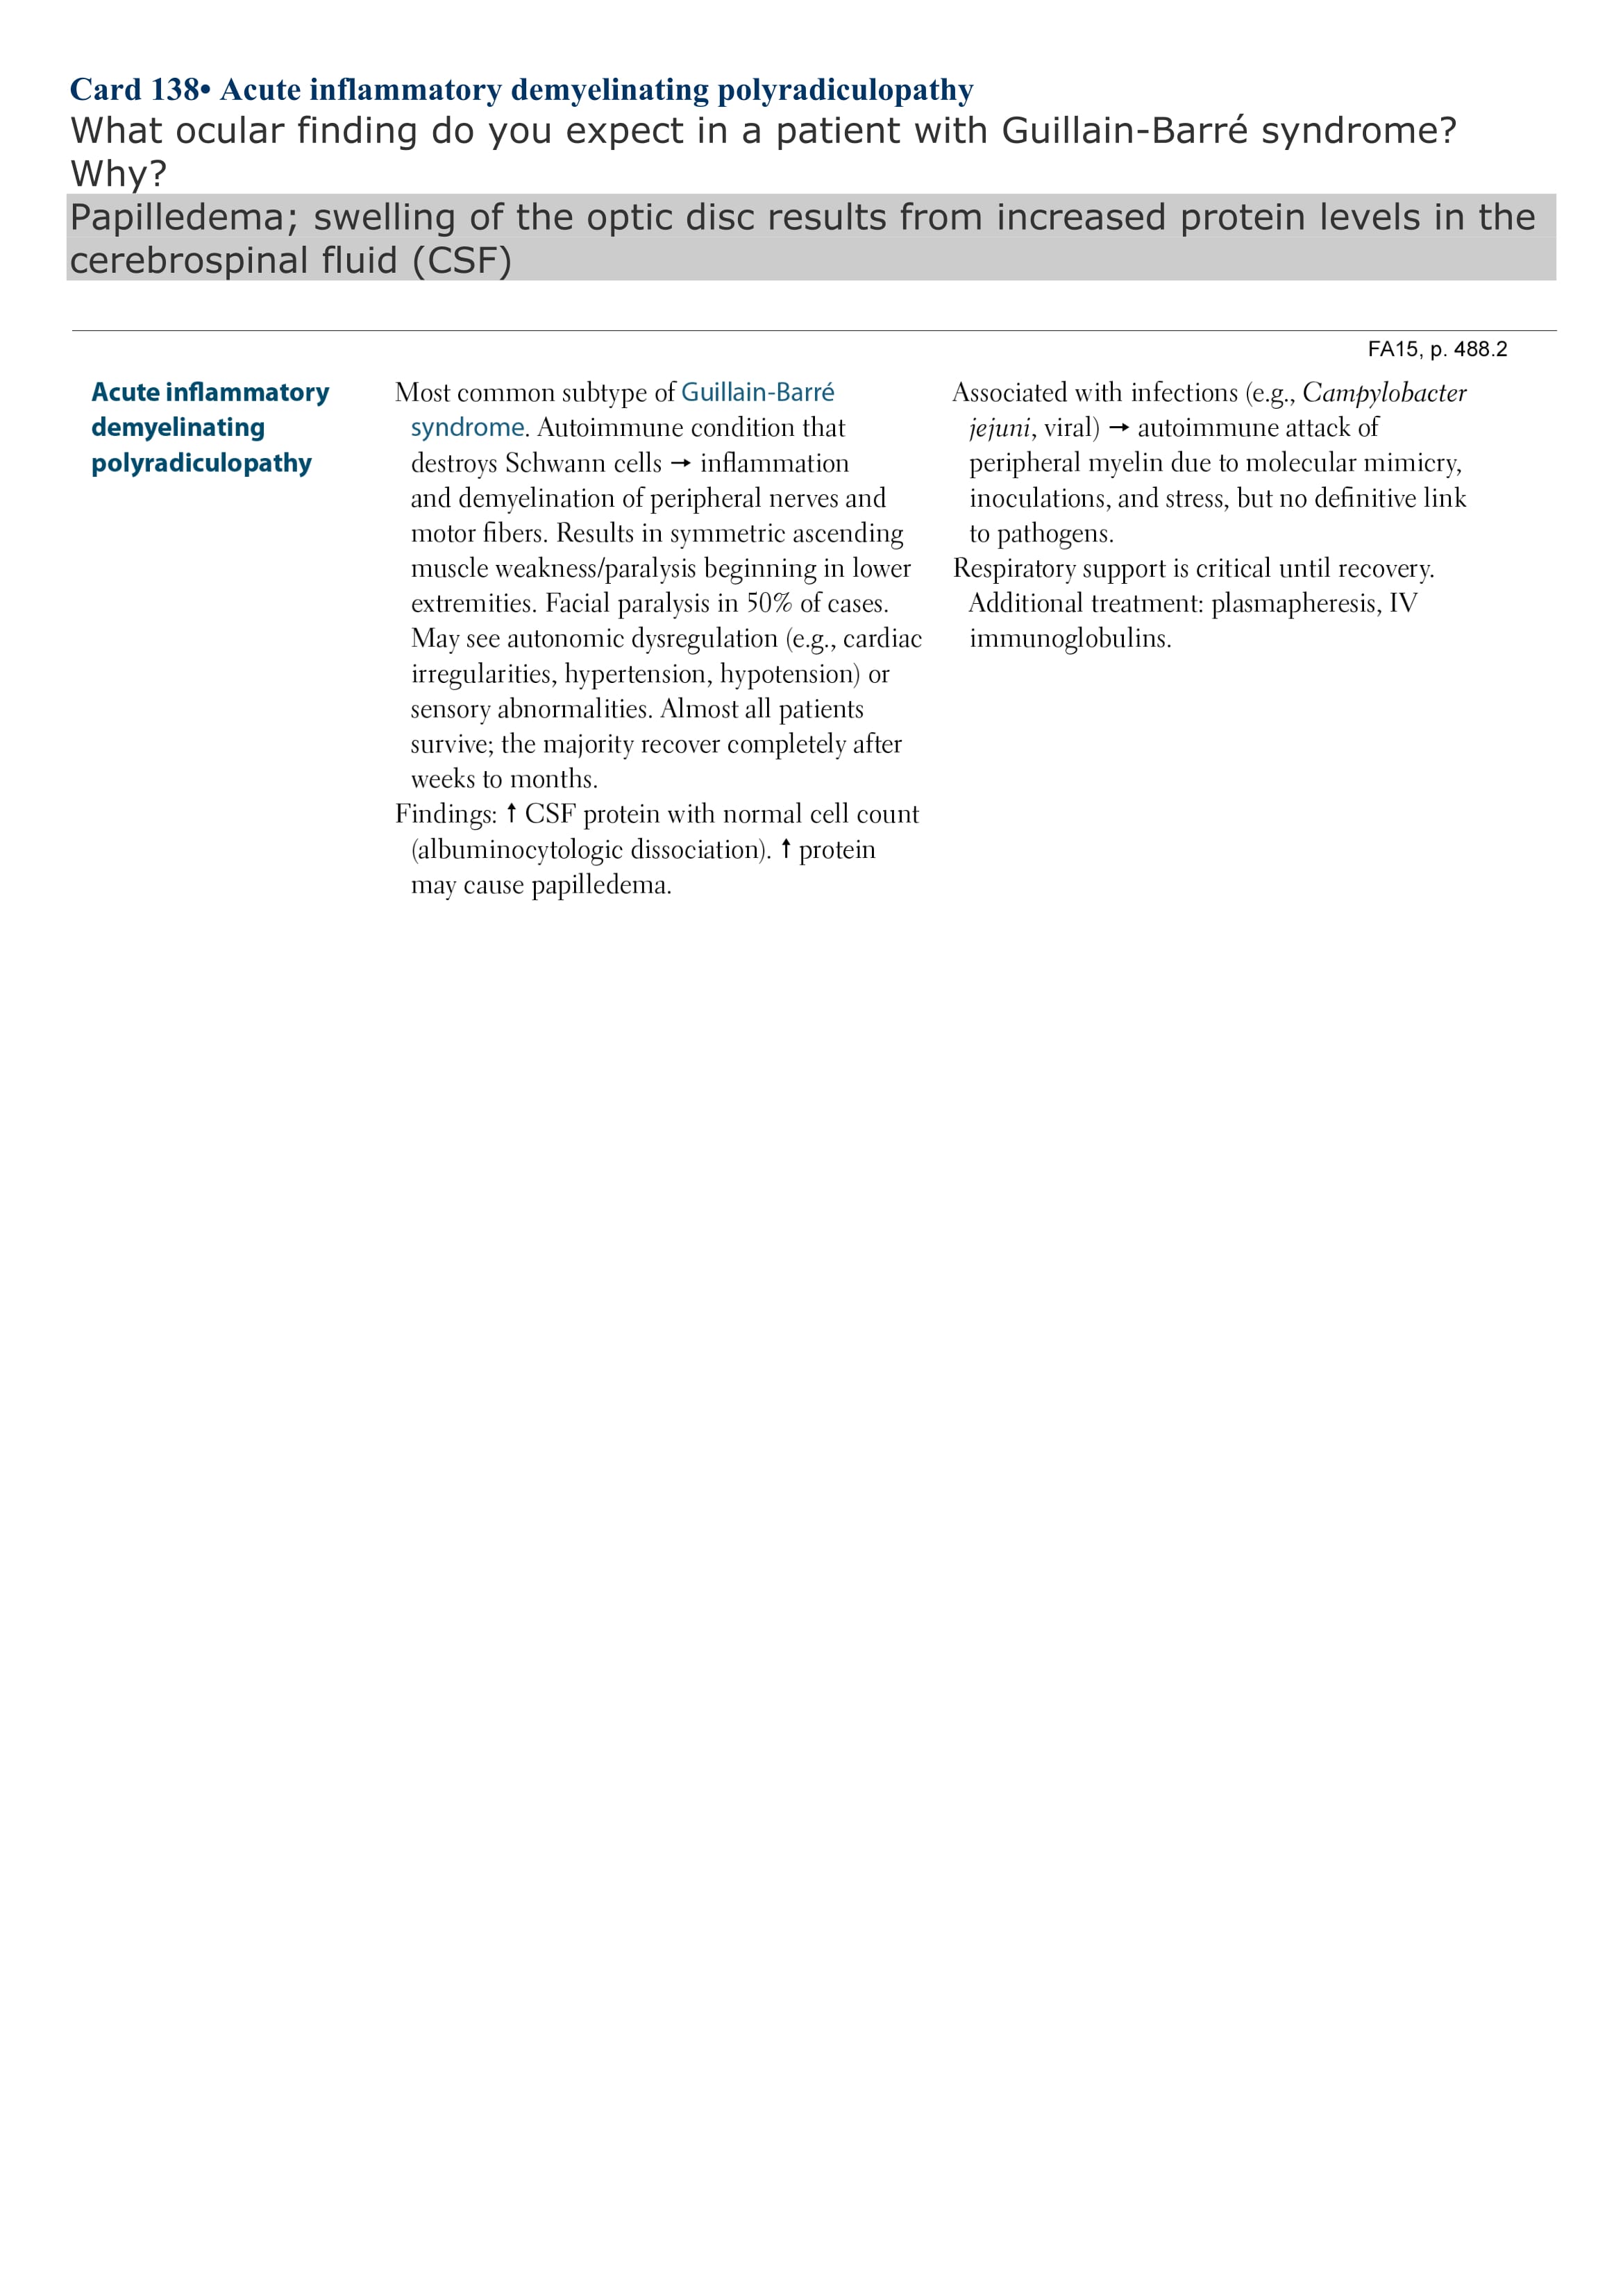 Card 138• Acute inflammatory demyelinating polyradiculopathy
What ocular finding do you expect in a patient with Guillain-Barré syndrome?
Why?
Papilledema; swelling of the optic disc results from increased protein levels in the
cerebrospinal fluid (CSF)
FA15, p. 488.2
Acute inflammatory
demyelinating
polyradiculopathy
Most common subtype of Guillain-Barré
syndrome. Autoimmune condition that
destroys Schwann cells → inflammation
and demyelination of peripheral nerves and
motor fibers. Results in symmetric ascending
muscle weakness/paralysis beginning in lower
extremities. Facial paralysis in 50% of cases.
May see autonomic dysregulation (e.g., cardiac
irregularities, hypertension, hypotension) or
sensory abnormalities. Almost all patients
survive; the majority recover completely after
weeks to months.
Findings: ↑ CSF protein with normal cell count
(albuminocytologic dissociation). ↑ protein
may cause papilledema.
Associated with infections (e.g., Campylobacter
jejuni, viral) → autoimmune attack of
peripheral myelin due to molecular mimicry,
inoculations, and stress, but no definitive link
to pathogens.
Respiratory support is critical until recovery.
Additional treatment: plasmapheresis, IV
immunoglobulins.